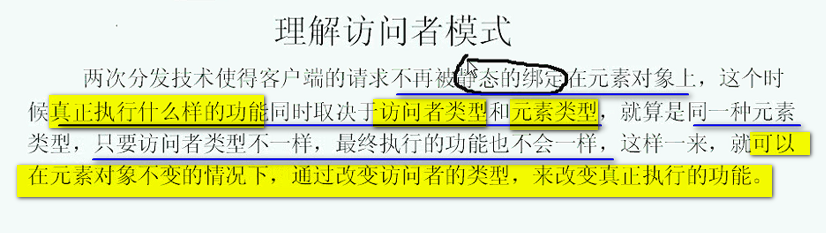 理解访问者模式
两次分发技术使得客户端的请求不再被静态的绑定在元素对象上，这个时
候真正执行什么样的功能同时取决于访问者类型和元素类型，就算是同一种元素
类型，只要访问者类型不一样，最终执行的功能也不会一样，这样一来，就可以
在元素对象不变的情况下，通过改变访问者的类型，来改变真正执行的功能。